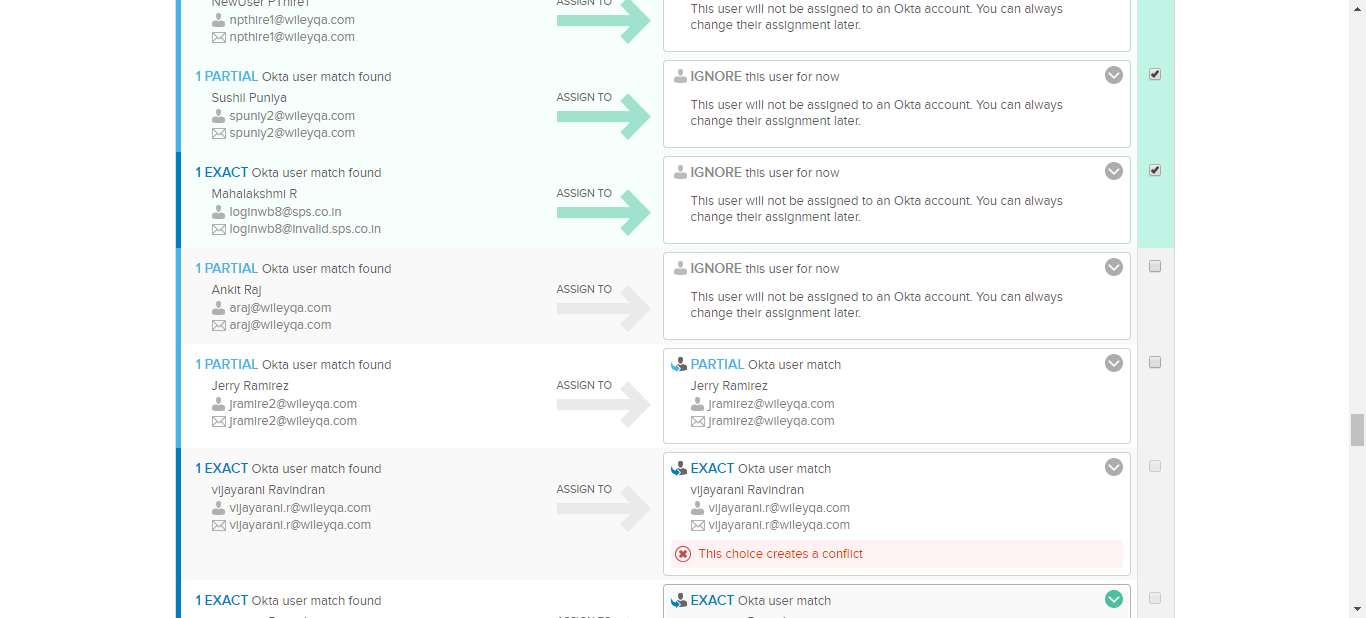 NewUser PThire1
ASSIGN TO
This user will not be assigned to an Okta account. You can always
npthire1@wileyqa.com
change their assignment later.
npthire1@wileyqa.com
1 PARTIAL Okta user match found
IGNORE this user for now
Sushil Puniya
ASSIGN TO
This user will not be assigned to an Okta account. You can always
spuniy2@wileyqa.com
change their assignment later.
spuniy2@wileyqa.com
1 EXACT Okta user match found
IGNORE this user for now
Mahalakshmi R
ASSIGN TO
This user will not be assigned to an Okta account. You can always
loginwb8@sps.co.in
change their assignment later.
loginwb8@invalid.sps.co.in
1 PARTIAL Okta user match found
IGNORE this user for now
Ankit Raj
ASSIGN TO
This user will not be assigned to an Okta account. You can always
araj@wileyqa.com
change their assignment later.
araj@wileyqa.com
1 PARTIAL Okta user match found
PARTIAL Okta user match
Jerry Ramirez
ASSIGN TO
Jerry Ramirez
jramire2@wileyqa.com
jramirez@wileyqa.com
jramire2@wileyqa.com
jramirez@wileyqa.com
1 EXACT Okta user match found
EXACT Okta user match
vijayarani Ravindran
ASSIGN TO
vijayarani Ravindran
vijayarani.r@wileyqa.com
vijayarani.r@wileyqa.com
vijayarani.r@wileyqa.com
vijayarani.r@wileyqa.com
This choice creates a conflict
1 EXACT Okta user match found
EXACT Okta user match